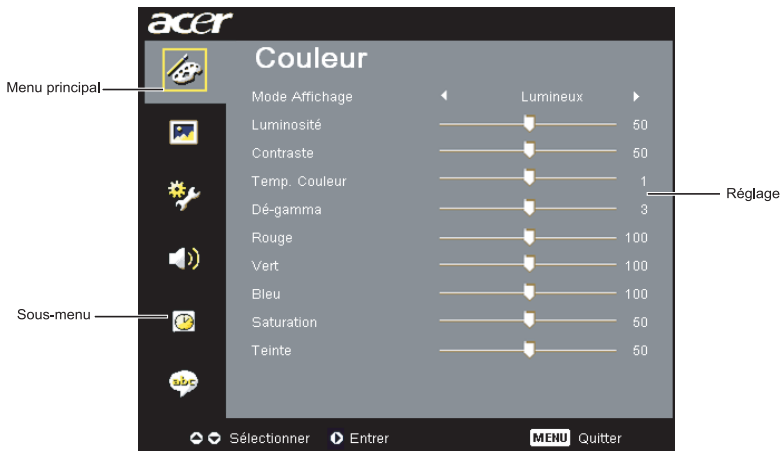 acer
Couleur
Menu principal
Mode Affichage Lumineux
Luminosité 50
Contraste 50
Temp. Couleur 1
Réglage
Dé-gamma 3
Rouge 100
Vert 100
Bleu 100
Sous-menu
Saturation 50
Teinte 50
abc
Sélectionner Entrer MENU Quitter